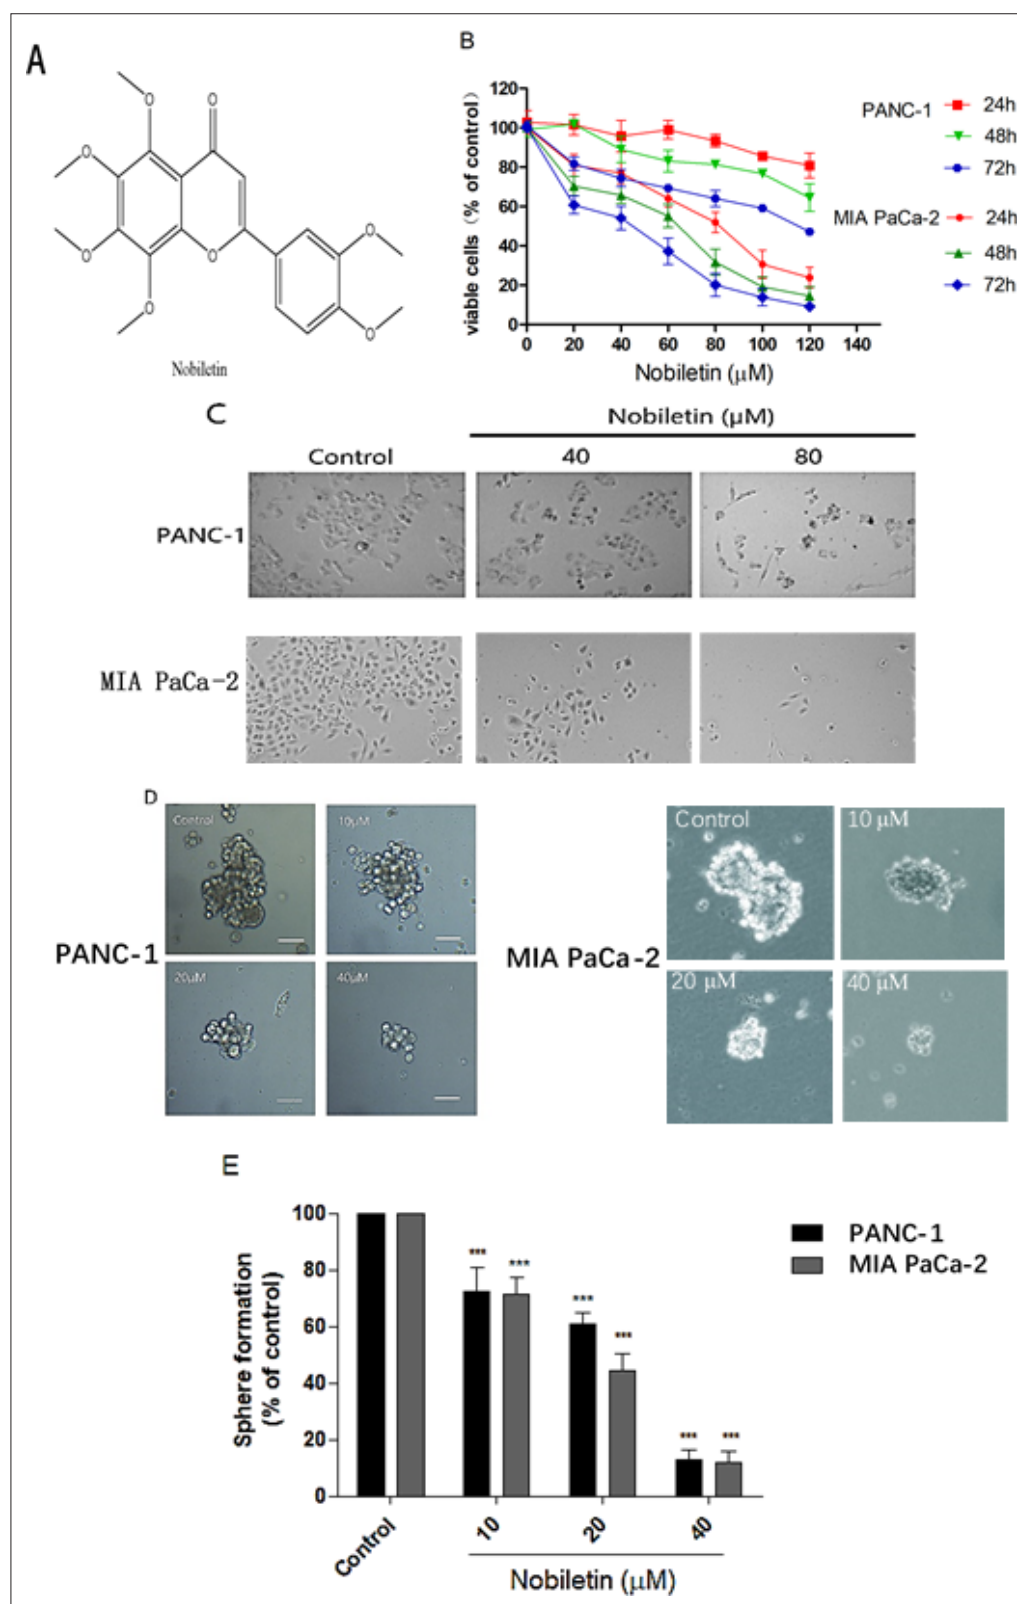 A
O
O
O
O
O
O
O
O
Nobiletin
B
viable cells (% of control)
120
100
80
60
40
20
0
0 20 40 60 80 100 120 140
Nobiletin (μM)
PANC-1 24h
48h
72h
MIA PaCa-2 24h
48h
72h
C
Nobiletin (μM)
Control 40 80
PANC-1
MIA PaCa-2
D
PANC-1
Control 10μM
20μM 40μM
MIA PaCa-2
Control 10 μM
20 μM 40 μM
E
Sphere formation
(% of control)
100
80
60
40
20
0
*** *** *** *** *** ***
PANC-1
MIA PaCa-2
Control 10 20 40
Nobiletin (μM)